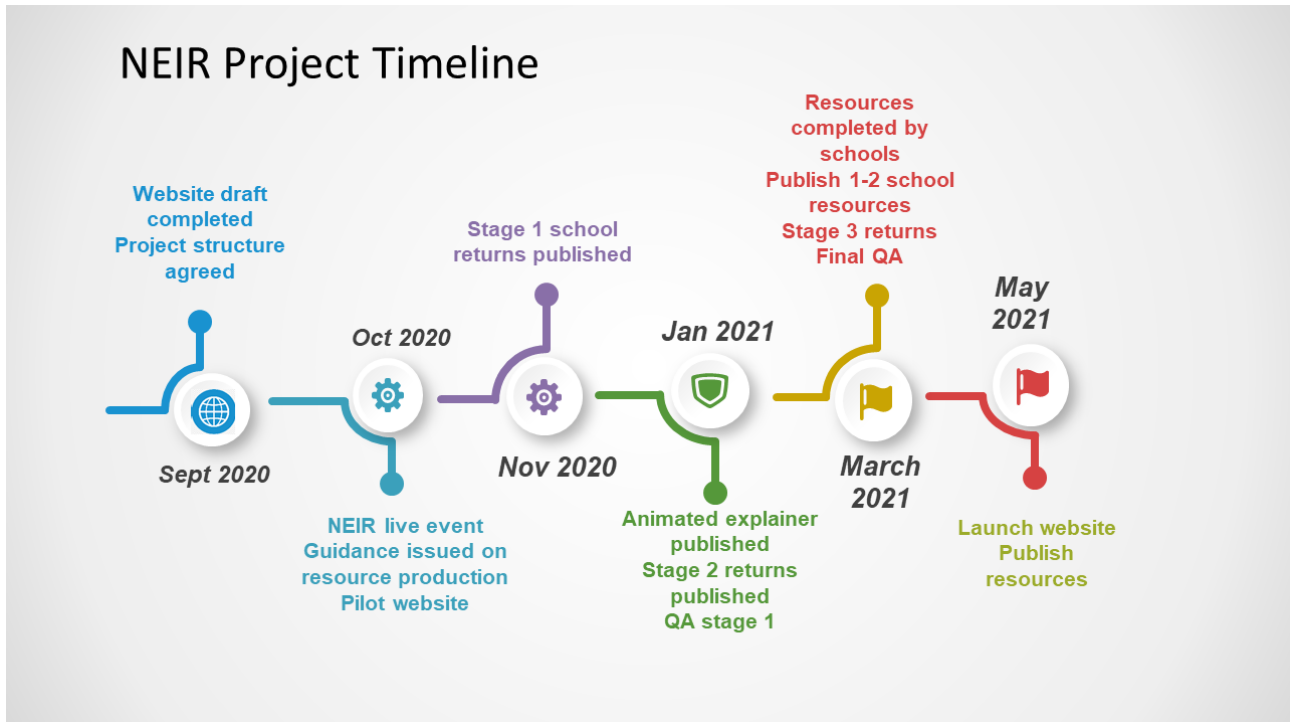 NEIR Project Timeline
Website draft
completed
Project structure
agreed
Sept 2020
Oct 2020
NEIR live event
Guidance issued on
resource production
Pilot website
Stage 1 school
returns published
Nov 2020
Jan 2021
Animated explainer
published
Stage 2 returns
published
QA stage 1
Resources
completed by
schools
Publish 1-2 school
resources
Stage 3 returns
Final QA
March
2021
May
2021
Launch website
Publish
resources